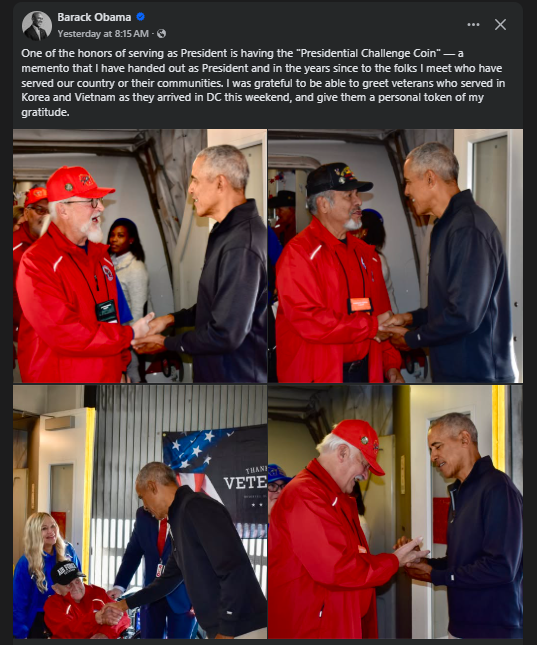 Barack Obama
Yesterday at 8:15 AM ·
One of the honors of serving as President is having the "Presidential Challenge Coin" — a
memento that I have handed out as President and in the years since to the folks I meet who have
served our country or their communities. I was grateful to be able to greet veterans who served in
Korea and Vietnam as they arrived in DC this weekend, and give them a personal token of my
gratitude.
THAN
VETE
AIR FORCE